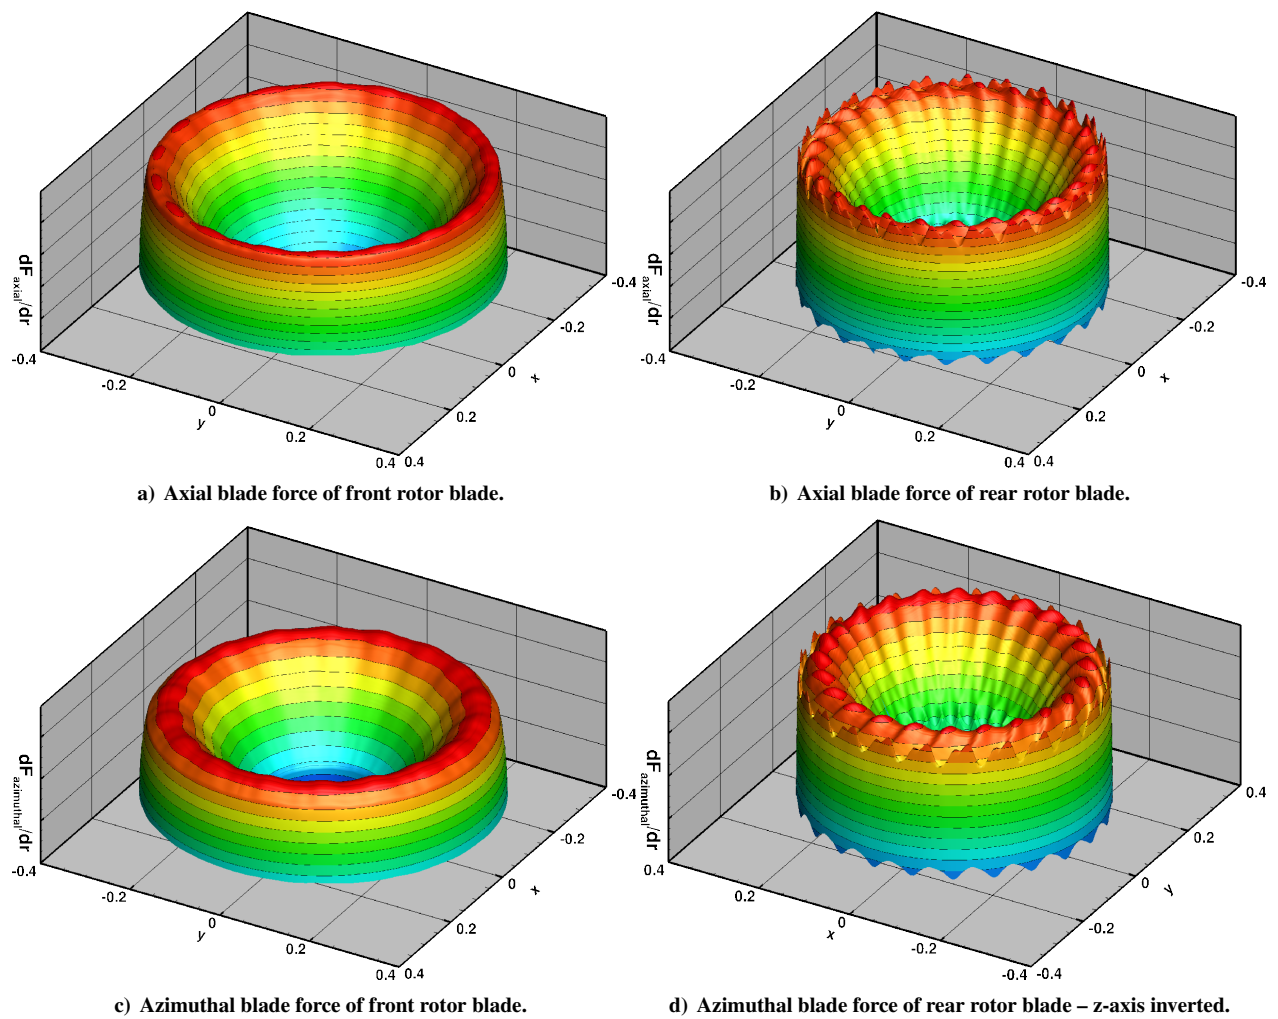 dF_axial/dr
-0.4
-0.2
0
0.2
0.4
y
0.4
0.2
0
-0.2
-0.4
x
a) Axial blade force of front rotor blade.
dF_axial/dr
-0.4
-0.2
0
0.2
0.4
y
0.4
0.2
0
-0.2
-0.4
x
b) Axial blade force of rear rotor blade.
dF_azimuthal/dr
-0.4
-0.2
0
0.2
0.4
y
0.4
0.2
0
-0.2
-0.4
x
c) Azimuthal blade force of front rotor blade.
dF_azimuthal/dr
0.4
0.2
0
-0.2
-0.4
x
-0.4
-0.2
0
0.2
0.4
y
d) Azimuthal blade force of rear rotor blade – z-axis inverted.